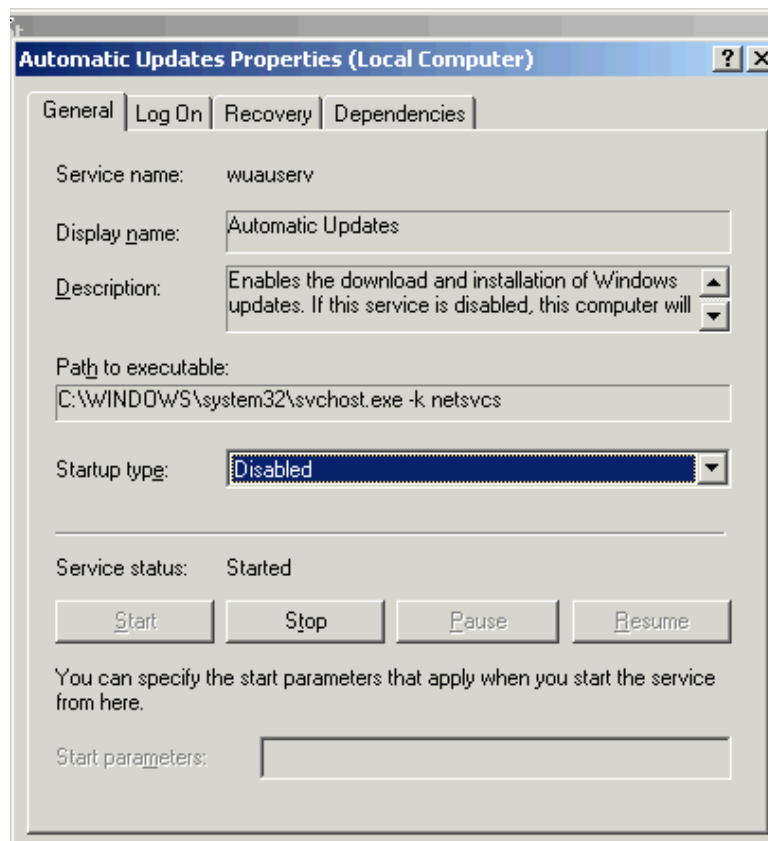 Automatic Updates Properties (Local Computer)
General Log On Recovery Dependencies
Service name: wuauserv
Display name: Automatic Updates
Description: Enables the download and installation of Windows
updates. If this service is disabled, this computer will
Path to executable:
C:\WINDOWS\system32\svchost.exe -k netsvcs
Startup type: Disabled
Service status: Started
Start Stop Pause Resume
You can specify the start parameters that apply when you start the service
from here.
Start parameters: